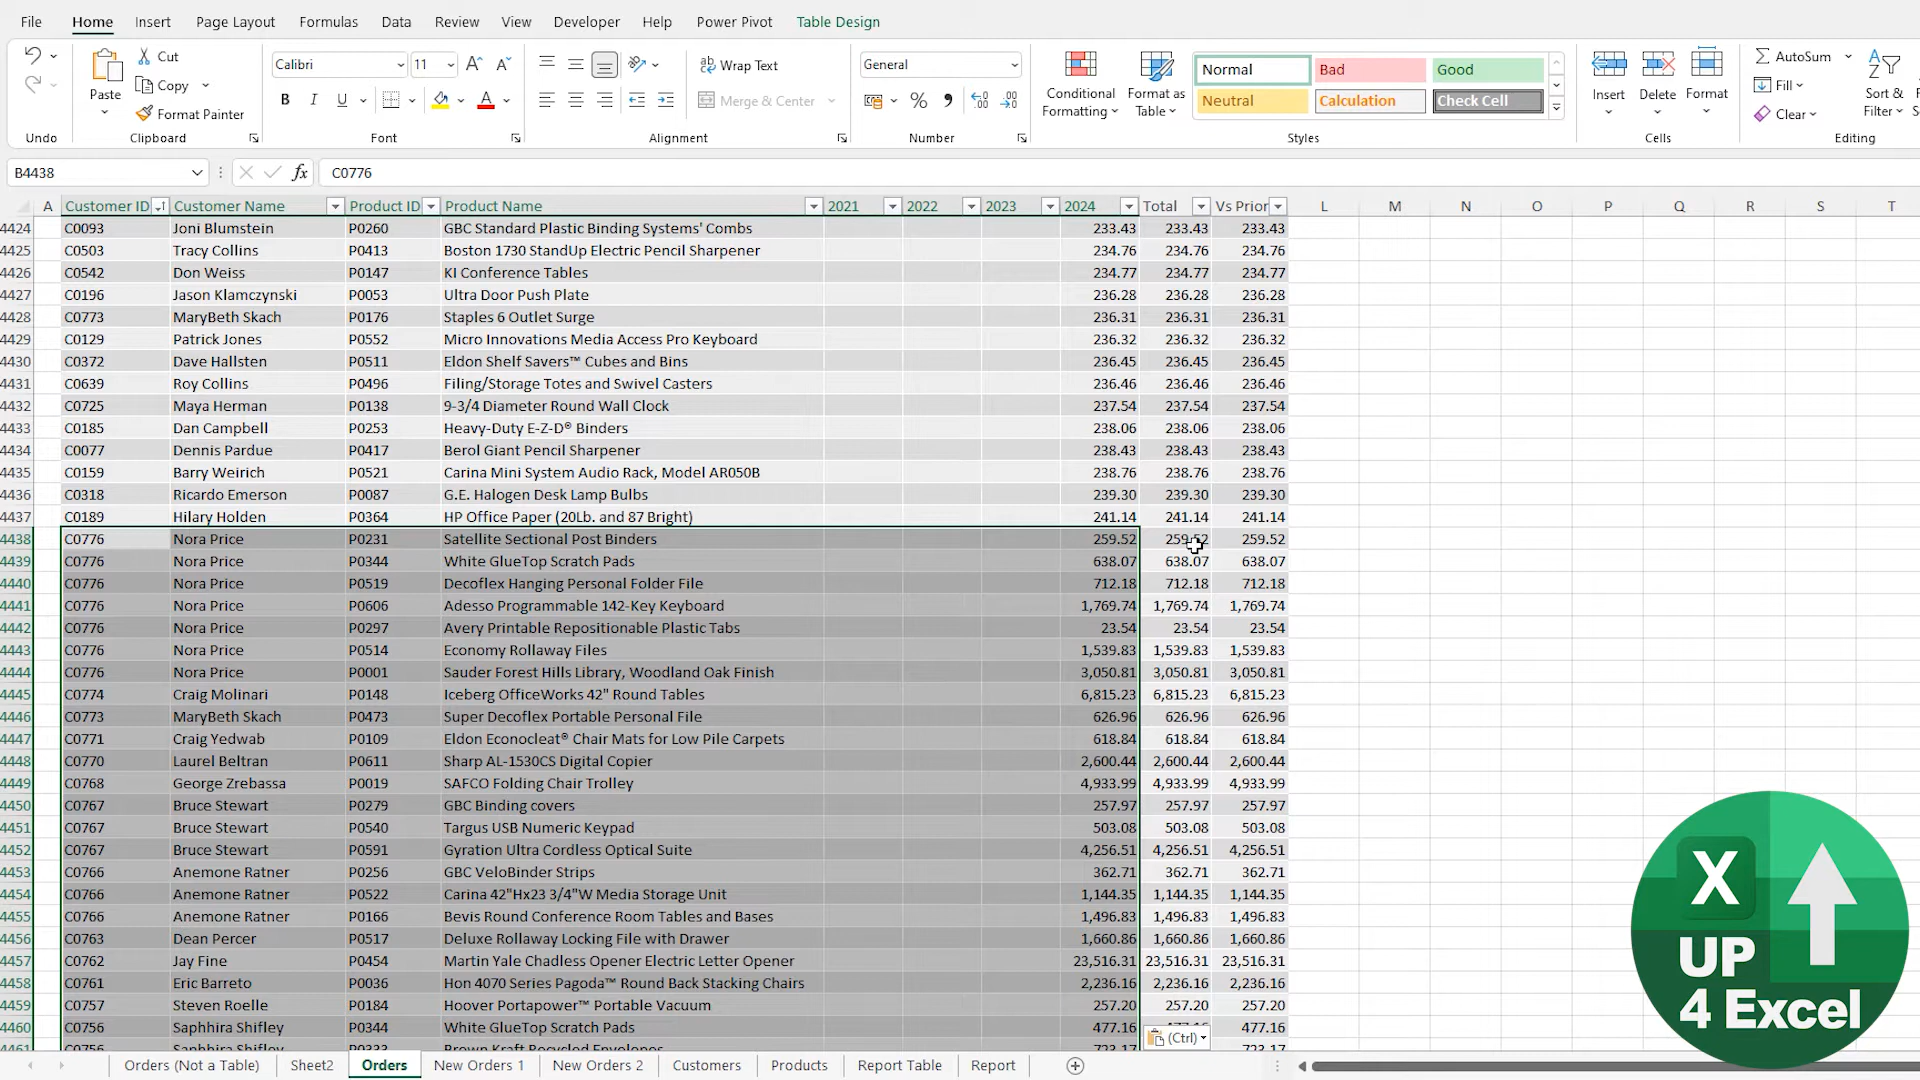 File Home Insert Page Layout Formulas Data Review View Developer Help Power Pivot Table Design
Cut
Copy
Format Painter
Paste
Calibri 11
B I U A
Wrap Text
Merge & Center
General
%
Conditional Formatting
Format as Table
Normal Bad Good
Neutral Calculation Check Cell
Insert Delete Format
AutoSum
Fill
Clear
Sort & Filter
Undo Clipboard Font Alignment Number Styles Cells Editing
B4438 fx C0776
A Customer ID Customer Name Product ID Product Name 2021 2022 2023 2024 Total Vs Prior L M N O P Q R S T
4424 C0093 Joni Blumstein P0260 GBC Standard Plastic Binding Systems' Combs 233.43 233.43 233.43
4425 C0503 Tracy Collins P0413 Boston 1730 StandUp Electric Pencil Sharpener 234.76 234.76 234.76
4426 C0542 Don Weiss P0147 KI Conference Tables 234.77 234.77 234.77
4427 C0196 Jason Klamczynski P0053 Ultra Door Push Plate 236.28 236.28 236.28
4428 C0773 MaryBeth Skach P0176 Staples 6 Outlet Surge 236.31 236.31 236.31
4429 C0129 Patrick Jones P0552 Micro Innovations Media Access Pro Keyboard 236.32 236.32 236.32
4430 C0372 Dave Hallsten P0511 Eldon Shelf Savers™ Cubes and Bins 236.45 236.45 236.45
4431 C0639 Roy Collins P0496 Filing/Storage Totes and Swivel Casters 236.46 236.46 236.46
4432 C0725 Maya Herman P0138 9-3/4 Diameter Round Wall Clock 237.54 237.54 237.54
4433 C0185 Dan Campbell P0253 Heavy-Duty E-Z-D® Binders 238.06 238.06 238.06
4434 C0077 Dennis Pardue P0417 Berol Giant Pencil Sharpener 238.43 238.43 238.43
4435 C0159 Barry Weirich P0521 Carina Mini System Audio Rack, Model AR050B 238.76 238.76 238.76
4436 C0318 Ricardo Emerson P0087 G.E. Halogen Desk Lamp Bulbs 239.30 239.30 239.30
4437 C0189 Hilary Holden P0364 HP Office Paper (20Lb. and 87 Bright) 241.14 241.14 241.14
4438 C0776 Nora Price P0231 Satellite Sectional Post Binders 259.52 259.52 259.52
4439 C0776 Nora Price P0344 White GlueTop Scratch Pads 638.07 638.07 638.07
4440 C0776 Nora Price P0519 Decoflex Hanging Personal Folder File 712.18 712.18 712.18
4441 C0776 Nora Price P0606 Adesso Programmable 142-Key Keyboard 1,769.74 1,769.74 1,769.74
4442 C0776 Nora Price P0297 Avery Printable Repositionable Plastic Tabs 23.54 23.54 23.54
4443 C0776 Nora Price P0514 Economy Rollaway Files 1,539.83 1,539.83 1,539.83
4444 C0776 Nora Price P0001 Sauder Forest Hills Library, Woodland Oak Finish 3,050.81 3,050.81 3,050.81
4445 C0774 Craig Molinari P0148 Iceberg OfficeWorks 42" Round Tables 6,815.23 6,815.23 6,815.23
4446 C0773 MaryBeth Skach P0473 Super Decoflex Portable Personal File 626.96 626.96 626.96
4447 C0771 Craig Yedwab P0109 Eldon Econocleat® Chair Mats for Low Pile Carpets 618.84 618.84 618.84
4448 C0770 Laurel Beltran P0611 Sharp AL-1530CS Digital Copier 2,600.44 2,600.44 2,600.44
4449 C0768 George Zrebassa P0019 SAFCO Folding Chair Trolley 4,933.99 4,933.99 4,933.99
4450 C0767 Bruce Stewart P0279 GBC Binding covers 257.97 257.97 257.97
4451 C0767 Bruce Stewart P0540 Targus USB Numeric Keypad 503.08 503.08 503.08
4452 C0767 Bruce Stewart P0591 Gyration Ultra Cordless Optical Suite 4,256.51 4,256.51 4,256.51
4453 C0766 Anemone Ratner P0256 GBC VeloBinder Strips 362.71 362.71 362.71
4454 C0766 Anemone Ratner P0522 Carina 42"Hx23 3/4"W Media Storage Unit 1,144.35 1,144.35 1,144.35
4455 C0766 Anemone Ratner P0166 Bevis Round Conference Room Tables and Bases 1,496.83 1,496.83 1,496.83
4456 C0763 Dean Percer P0517 Deluxe Rollaway Locking File with Drawer 1,660.86 1,660.86 1,660.86
4457 C0762 Jay Fine P0454 Martin Yale Chadless Opener Electric Letter Opener 23,516.31 23,516.31 23,516.31
4458 C0761 Eric Barreto P0036 Hon 4070 Series Pagoda™ Round Back Stacking Chairs 2,236.16 2,236.16 2,236.16
4459 C0757 Steven Roelle P0184 Hoover Portapower™ Portable Vacuum 257.20 257.20 257.20
4460 C0756 Saphhira Shifley P0344 White GlueTop Scratch Pads 477.16 477.16
4461 C0756 Saphhira Shifley P0333 Brown Kraft Recycled Envelopes 723.17 723.17
(Ctrl)
X
UP
4 Excel
Orders (Not a Table) Sheet2 Orders New Orders 1 New Orders 2 Customers Products Report Table Report